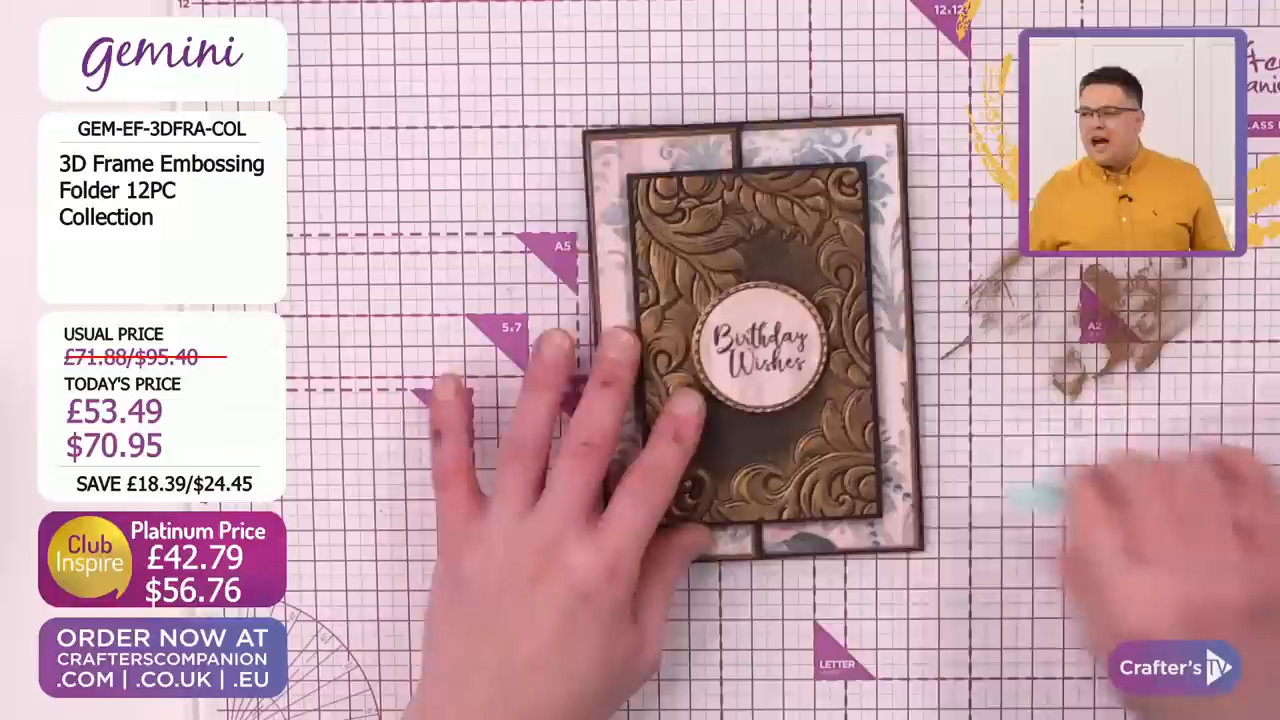 gemini
GEM-EF-3DFRA-COL
3D Frame Embossing
Folder 12PC
Collection
USUAL PRICE
£71.88/$95.40
TODAY'S PRICE
£53.49
$70.95
SAVE £18.39/$24.45
Club
Inspire
Platinum Price
£42.79
$56.76
ORDER NOW AT
CRAFTERSCOMPANION
.COM | .CO.UK | .EU
12
12x12
A5
5x7
A2
Birthday
Wishes
LETTER
Crafter's TV